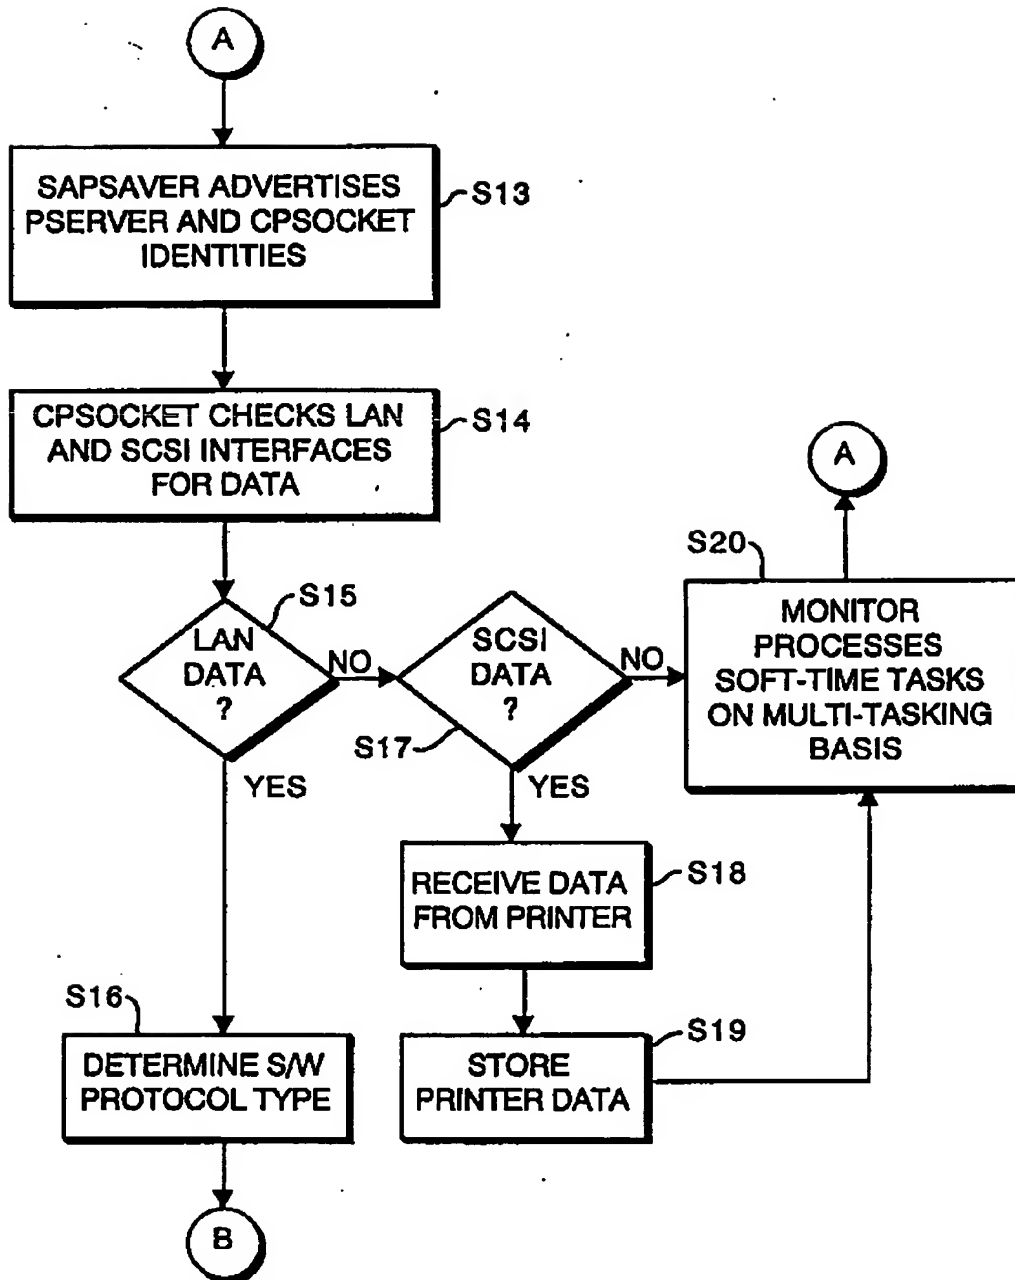 A
SAPSAVER ADVERTISES
PSERVER AND CPSOCKET
IDENTITIES
S13
CPSOCKET CHECKS LAN
AND SCSI INTERFACES
FOR DATA
S14
A
S20
MONITOR
PROCESSES
SOFT-TIME TASKS
ON MULTI-TASKING
BASIS
S15
LAN
DATA
?
NO
YES
SCSI
DATA
?
S17
NO
YES
RECEIVE DATA
FROM PRINTER
S18
S16
DETERMINE S/W
PROTOCOL TYPE
STORE
PRINTER DATA
S19
B